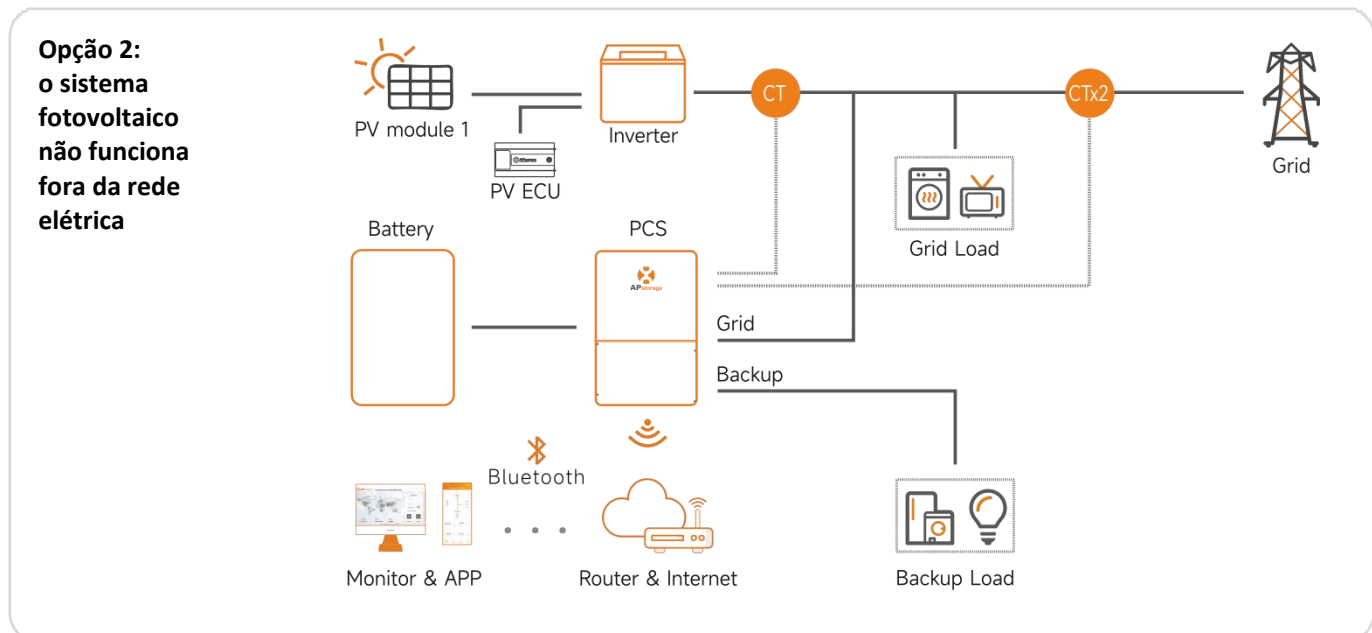 Opção 2:
o sistema
fotovoltaico
não funciona
fora da rede
elétrica
PV module 1
PV ECU
Inverter
CT
CTx2
Grid
Grid Load
Battery
PCS
APstorage
Grid
Backup
Bluetooth
Monitor & APP
Router & Internet
Backup Load